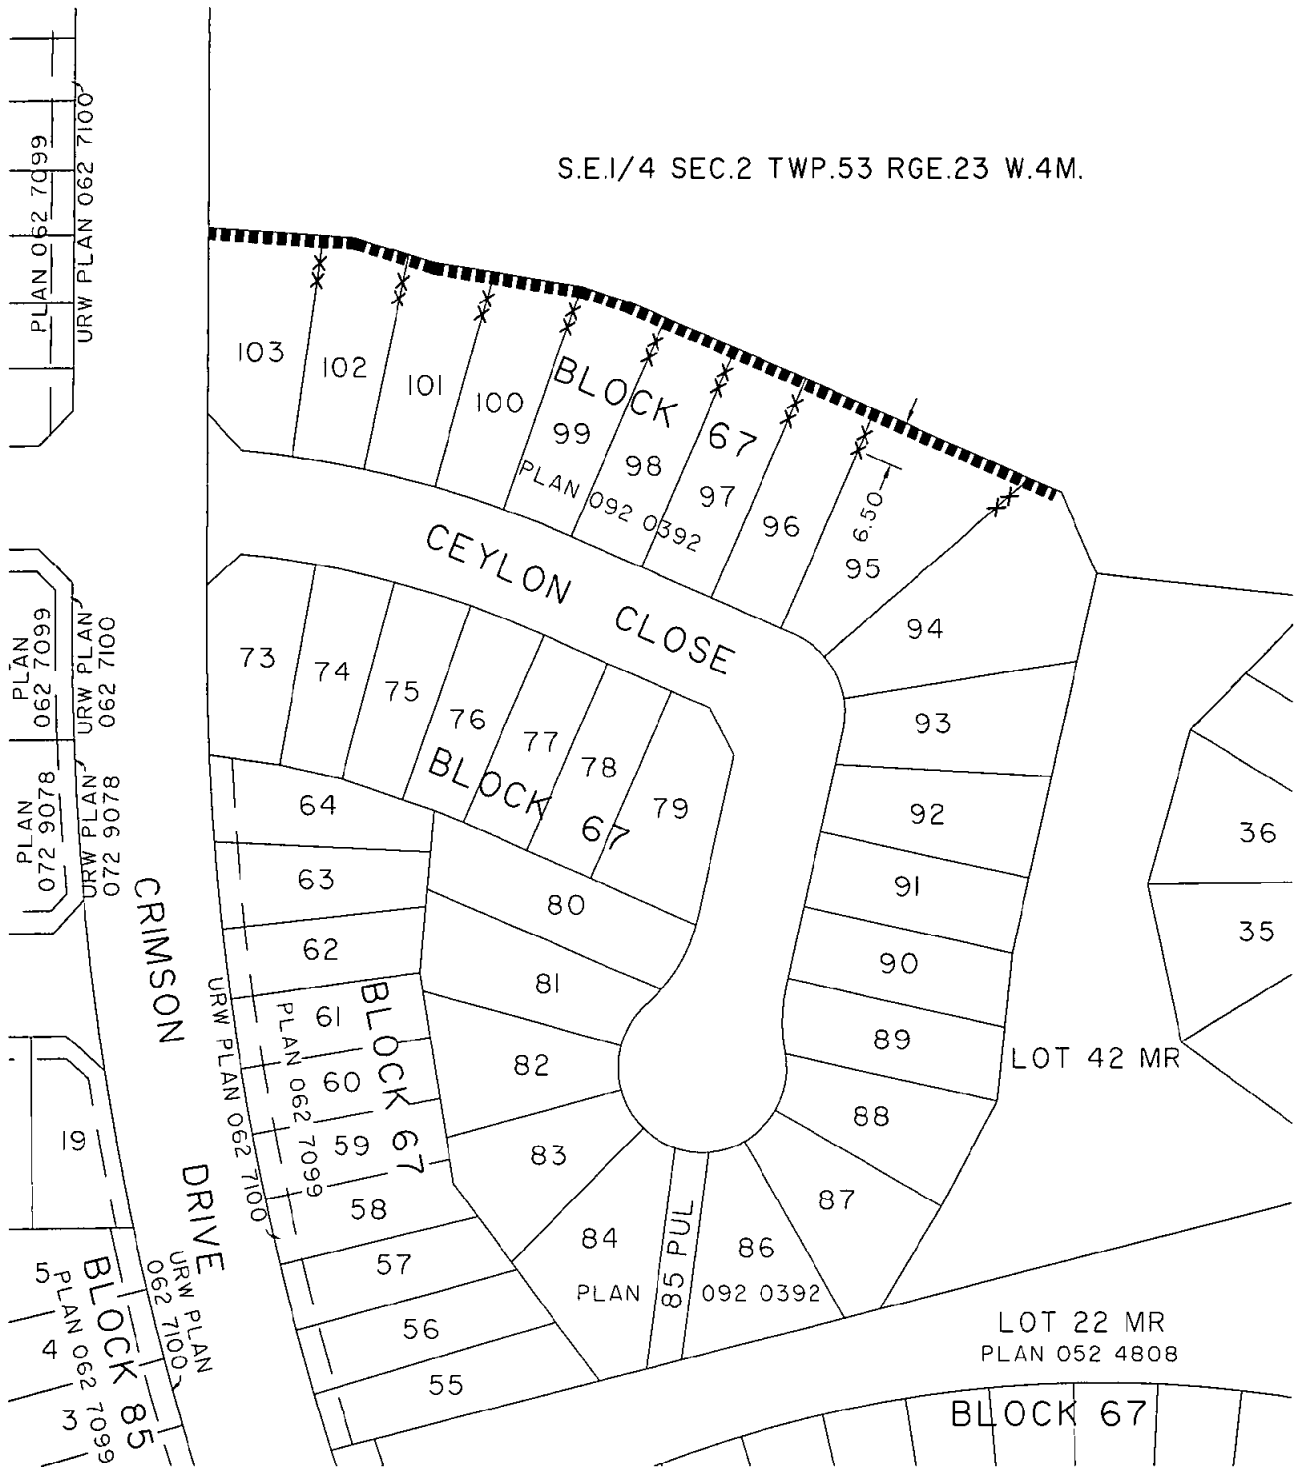 S.E.1/4 SEC.2 TWP.53 RGE.23 W.4M.
PLAN 062 7099
URW PLAN 062 7100
103
102
101
100
BLOCK 67
99
98
97
96
95
6.50
PLAN 092 0392
94
93
92
91
90
89
88
87
86
85 PUL
84
83
82
81
80
PLAN 092 0392
CEYLON CLOSE
73
74
75
76
77
78
79
BLOCK 67
PLAN
062 7099
URW PLAN
062 7100
PLAN
072 9078
URW PLAN
072 9078
CRIMSON DRIVE
64
63
62
61
60
59
58
57
56
55
BLOCK 67
URW PLAN 062 7100
PLAN 062 7099
36
35
LOT 42 MR
19
5
4
3
BLOCK 85
PLAN 062 7099
URW PLAN
062 7100
LOT 22 MR
PLAN 052 4808
BLOCK 67